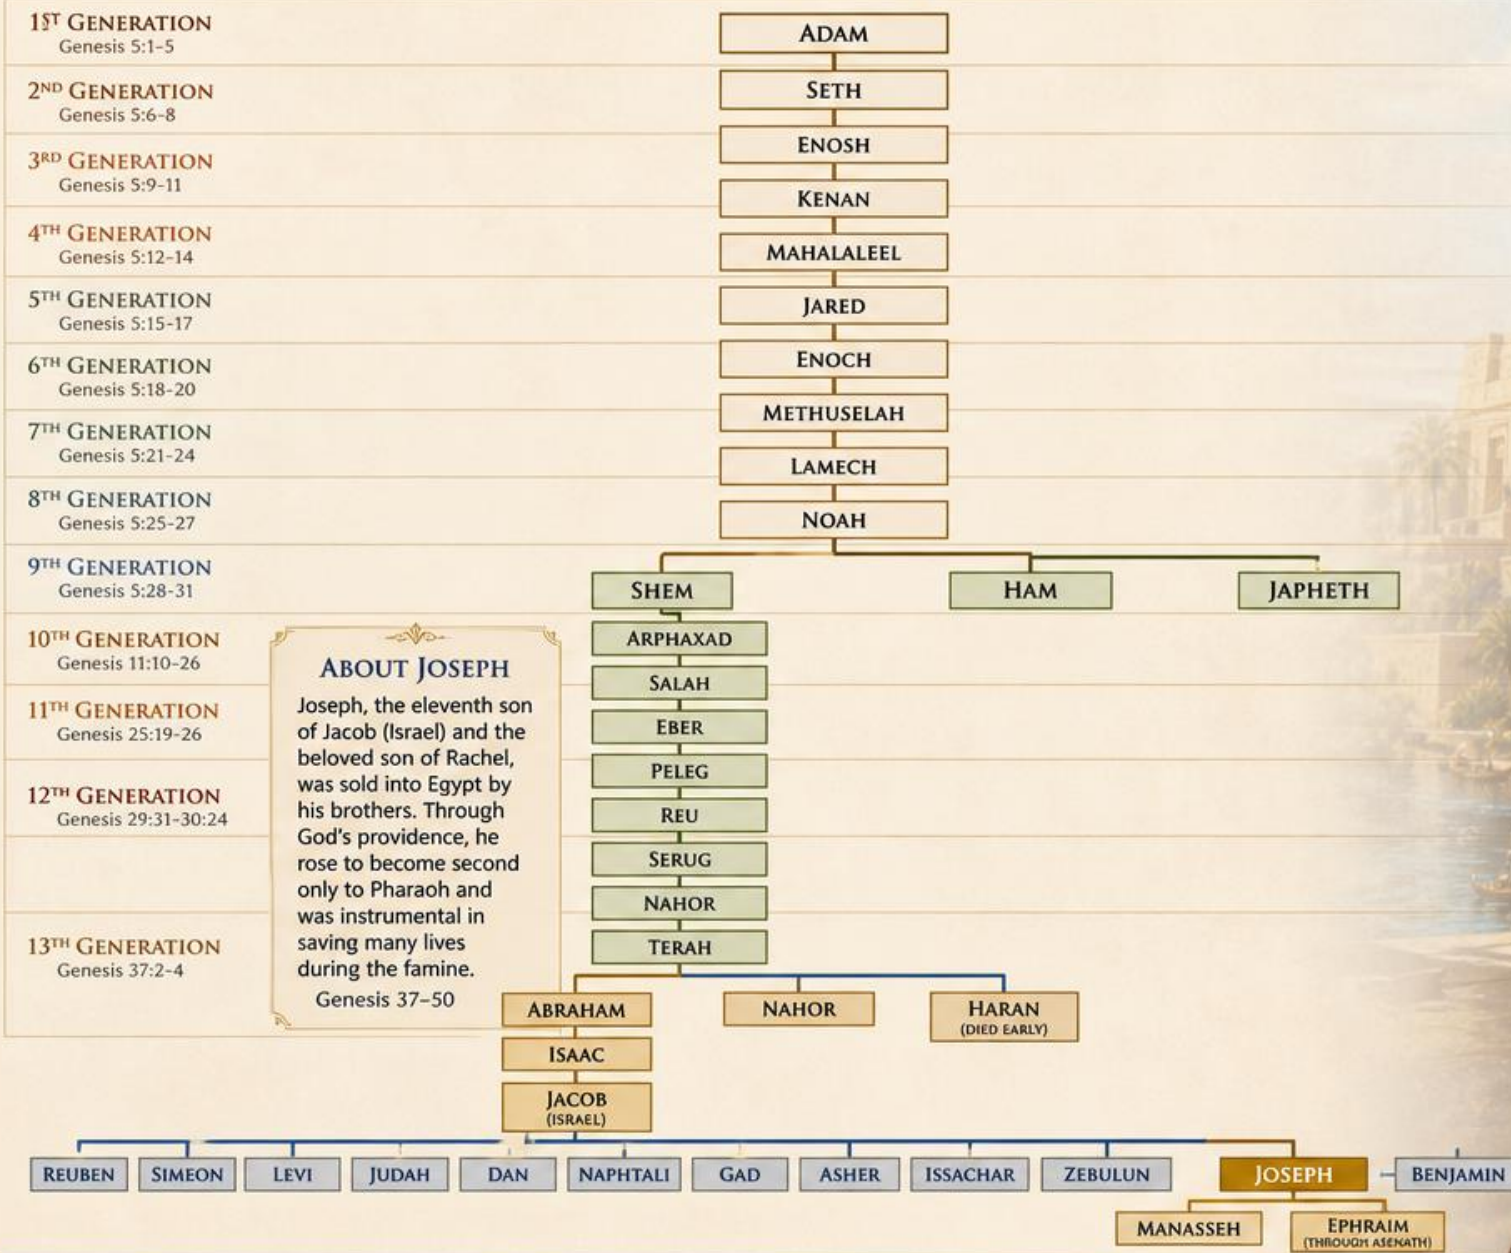 1ST GENERATION
Genesis 5:1-5
2ND GENERATION
Genesis 5:6-8
3RD GENERATION
Genesis 5:9-11
4TH GENERATION
Genesis 5:12-14
5TH GENERATION
Genesis 5:15-17
6TH GENERATION
Genesis 5:18-20
7TH GENERATION
Genesis 5:21-24
8TH GENERATION
Genesis 5:25-27
9TH GENERATION
Genesis 5:28-31
10TH GENERATION
Genesis 11:10-26
11TH GENERATION
Genesis 25:19-26
12TH GENERATION
Genesis 29:31-30:24
13TH GENERATION
Genesis 37:2-4
ADAM
SETH
ENOSH
KENAN
MAHALALEEL
JARED
ENOCH
METHUSELAH
LAMECH
NOAH
SHEM
HAM
JAPHETH
ABOUT JOSEPH
Joseph, the eleventh son
of Jacob (Israel) and the
beloved son of Rachel,
was sold into Egypt by
his brothers. Through
God's providence, he
rose to become second
only to Pharaoh and
was instrumental in
saving many lives
during the famine.
Genesis 37–50
ARPHAXAD
SALAH
EBER
PELEG
REU
SERUG
NAHOR
TERAH
ABRAHAM
NAHOR
HARAN
(DIED EARLY)
ISAAC
JACOB
(ISRAEL)
REUBEN
SIMEON
LEVI
JUDAH
DAN
NAPHTALI
GAD
ASHER
ISSACHAR
ZEBULUN
JOSEPH
BENJAMIN
MANASSEH
EPHRAIM
(THROUGH ASENATH)